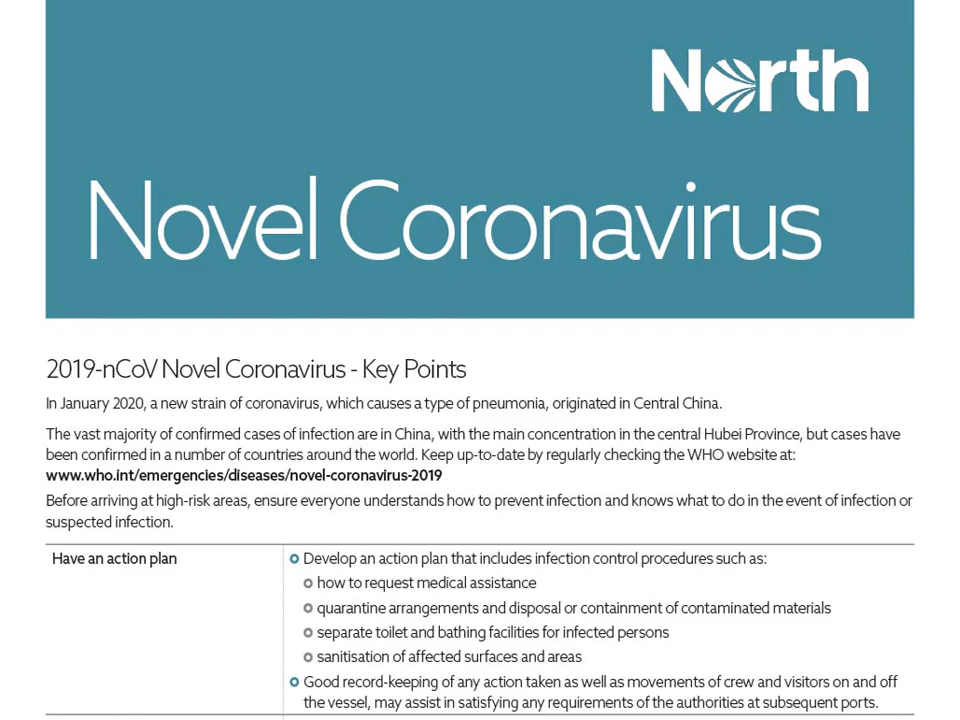 North
Novel Coronavirus
2019-nCoV Novel Coronavirus - Key Points
In January 2020, a new strain of coronavirus, which causes a type of pneumonia, originated in Central China.
The vast majority of confirmed cases of infection are in China, with the main concentration in the central Hubei Province, but cases have
been confirmed in a number of countries around the world. Keep up-to-date by regularly checking the WHO website at:
www.who.int/emergencies/diseases/novel-coronavirus-2019
Before arriving at high-risk areas, ensure everyone understands how to prevent infection and knows what to do in the event of infection or
suspected infection.
Have an action plan
Develop an action plan that includes infection control procedures such as:
how to request medical assistance
quarantine arrangements and disposal or containment of contaminated materials
separate toilet and bathing facilities for infected persons
sanitisation of affected surfaces and areas
Good record-keeping of any action taken as well as movements of crew and visitors on and off
the vessel, may assist in satisfying any requirements of the authorities at subsequent ports.